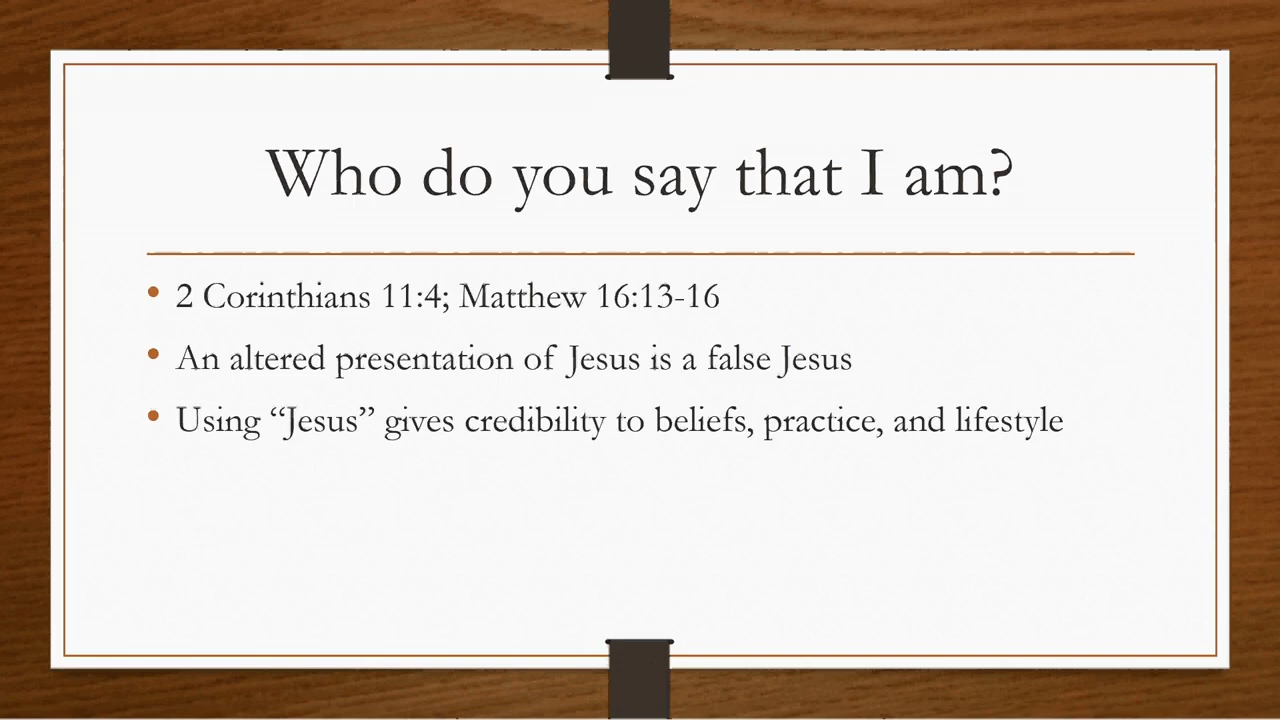 Who do you say that I am?
• 2 Corinthians 11:4; Matthew 16:13-16
• An altered presentation of Jesus is a false Jesus
• Using “Jesus” gives credibility to beliefs, practice, and lifestyle